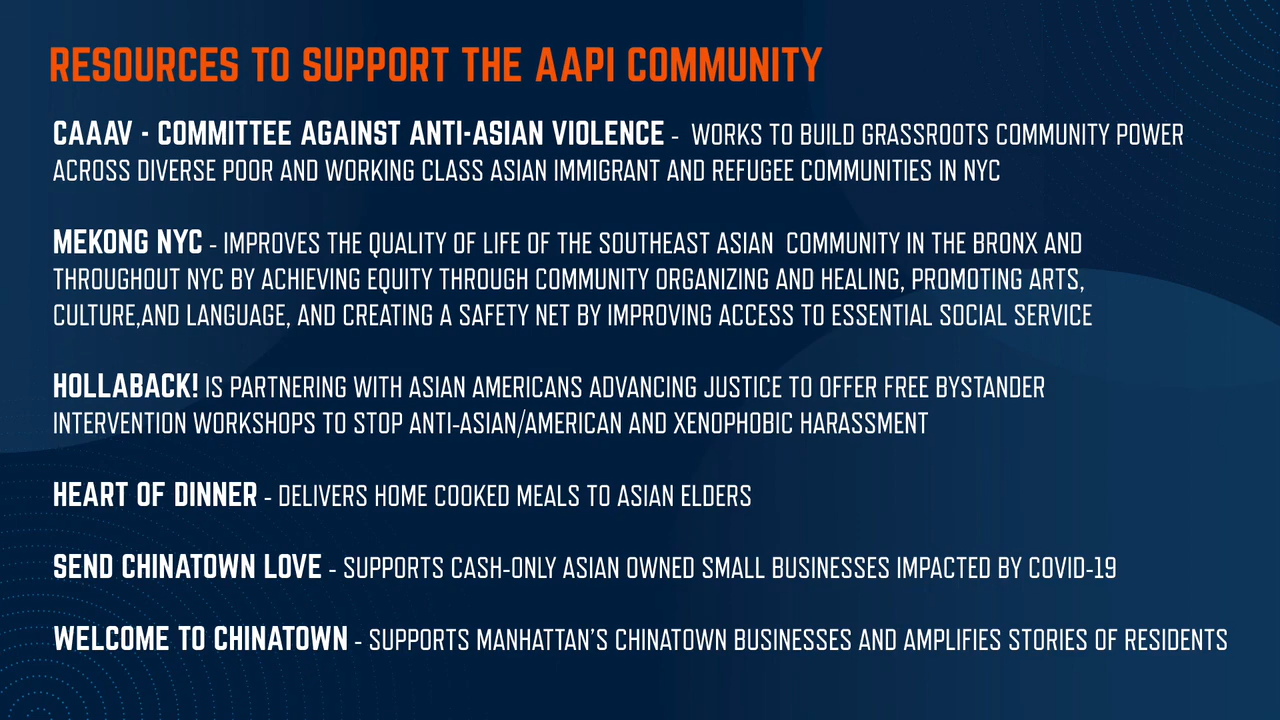 RESOURCES TO SUPPORT THE AAPI COMMUNITY
CAAAV - COMMITTEE AGAINST ANTI-ASIAN VIOLENCE - WORKS TO BUILD GRASSROOTS COMMUNITY POWER
ACROSS DIVERSE POOR AND WORKING CLASS ASIAN IMMIGRANT AND REFUGEE COMMUNITIES IN NYC
MEKONG NYC - IMPROVES THE QUALITY OF LIFE OF THE SOUTHEAST ASIAN COMMUNITY IN THE BRONX AND
THROUGHOUT NYC BY ACHIEVING EQUITY THROUGH COMMUNITY ORGANIZING AND HEALING, PROMOTING ARTS,
CULTURE,AND LANGUAGE, AND CREATING A SAFETY NET BY IMPROVING ACCESS TO ESSENTIAL SOCIAL SERVICE
HOLLABACK! IS PARTNERING WITH ASIAN AMERICANS ADVANCING JUSTICE TO OFFER FREE BYSTANDER
INTERVENTION WORKSHOPS TO STOP ANTI-ASIAN/AMERICAN AND XENOPHOBIC HARASSMENT
HEART OF DINNER - DELIVERS HOME COOKED MEALS TO ASIAN ELDERS
SEND CHINATOWN LOVE - SUPPORTS CASH-ONLY ASIAN OWNED SMALL BUSINESSES IMPACTED BY COVID-19
WELCOME TO CHINATOWN - SUPPORTS MANHATTAN'S CHINATOWN BUSINESSES AND AMPLIFIES STORIES OF RESIDENTS